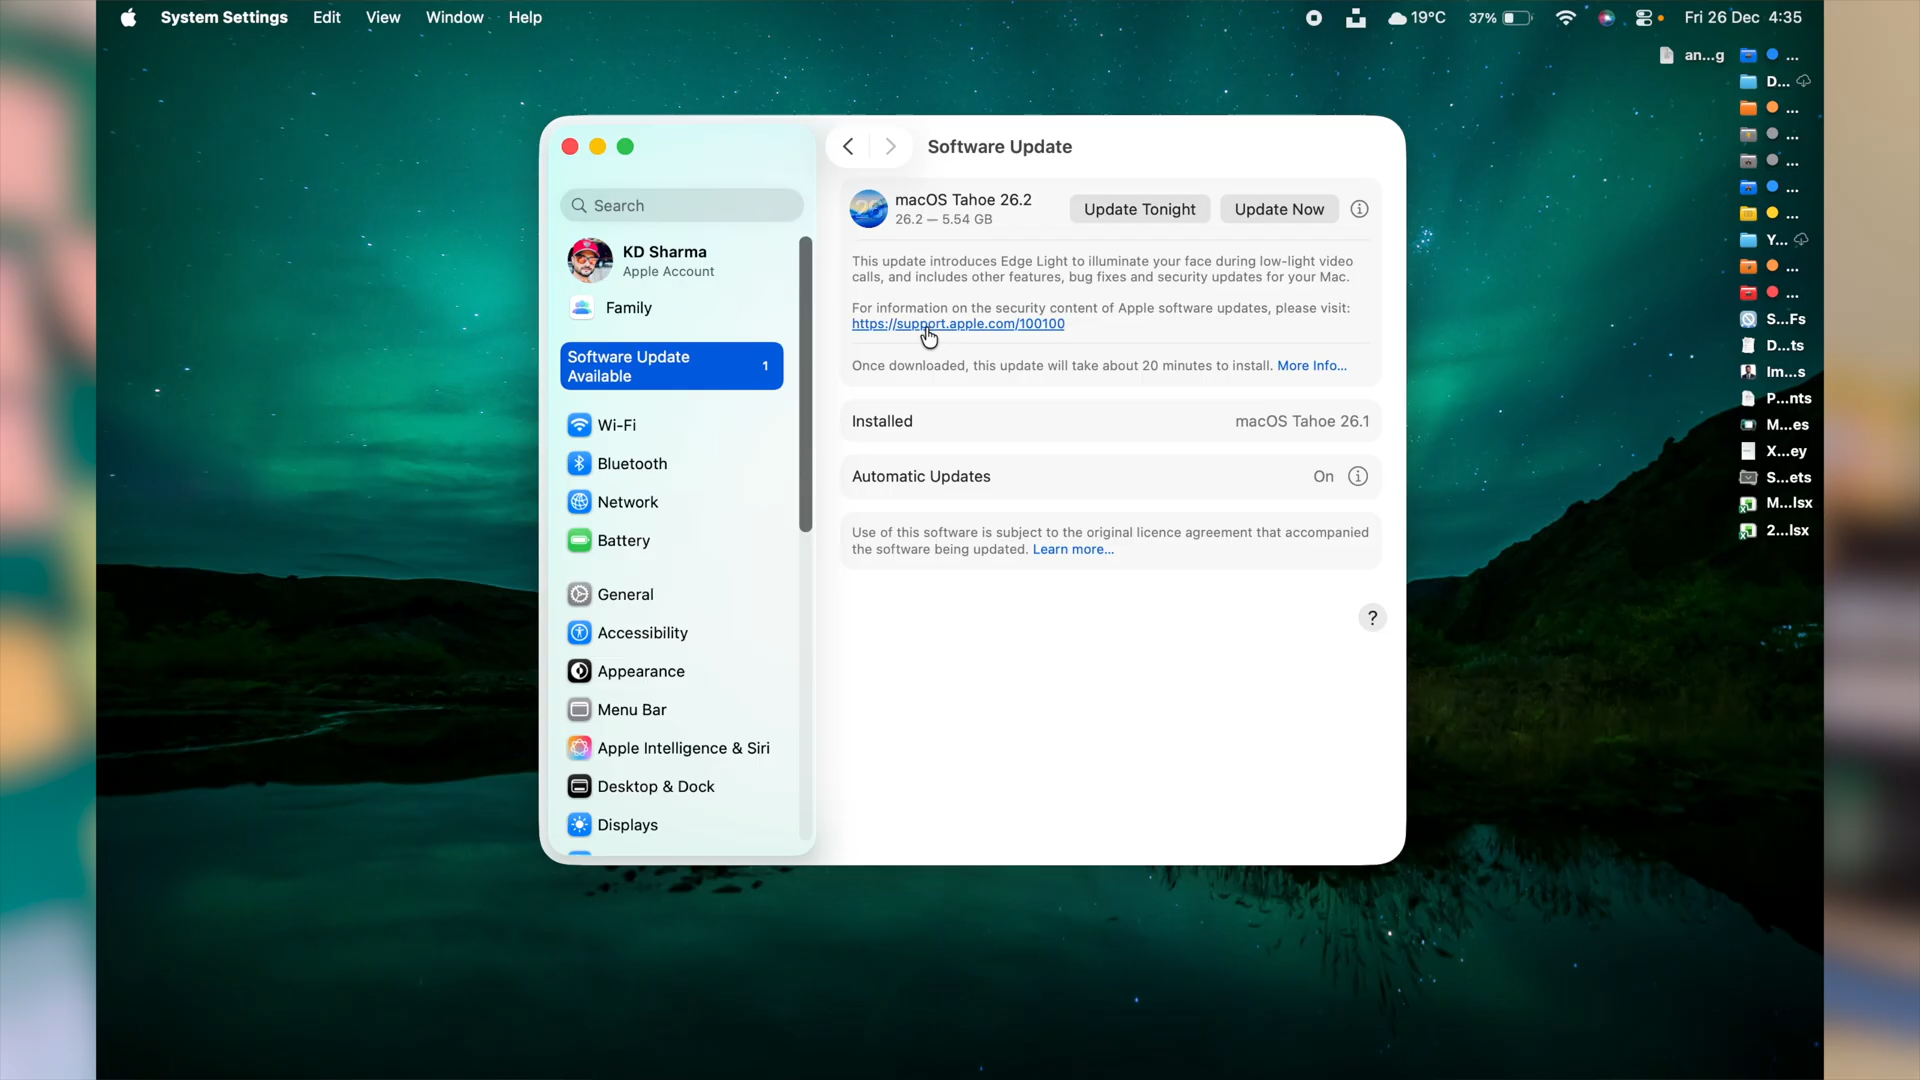 System Settings Edit View Window Help
19°C 37% Fri 26 Dec 4:35
an...g ...
D...
...
...
...
...
...
Y...
...
...
S...Fs
D...ts
Im...s
P...nts
M...es
X...ey
S...ets
M...lsx
2...lsx
Search
KD Sharma
Apple Account
Family
Software Update
Available 1
Wi-Fi
Bluetooth
Network
Battery
General
Accessibility
Appearance
Menu Bar
Apple Intelligence & Siri
Desktop & Dock
Displays
Software Update
macOS Tahoe 26.2
26.2 — 5.54 GB
Update Tonight Update Now
This update introduces Edge Light to illuminate your face during low-light video
calls, and includes other features, bug fixes and security updates for your Mac.
For information on the security content of Apple software updates, please visit:
https://support.apple.com/100100
Once downloaded, this update will take about 20 minutes to install. More Info...
Installed macOS Tahoe 26.1
Automatic Updates On
Use of this software is subject to the original licence agreement that accompanied
the software being updated. Learn more...
?